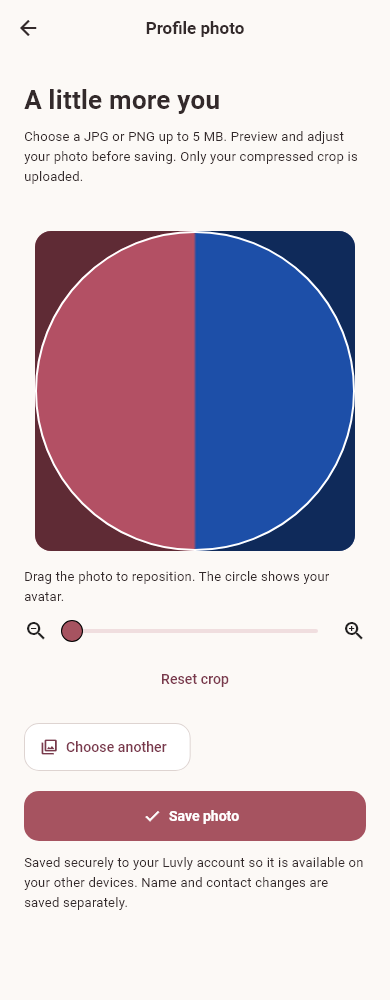 Profile photo
A little more you
Choose a JPG or PNG up to 5 MB. Preview and adjust
your photo before saving. Only your compressed crop is
uploaded.
Drag the photo to reposition. The circle shows your
avatar.
Reset crop
Choose another
Save photo
Saved securely to your Luvly account so it is available on
your other devices. Name and contact changes are
saved separately.